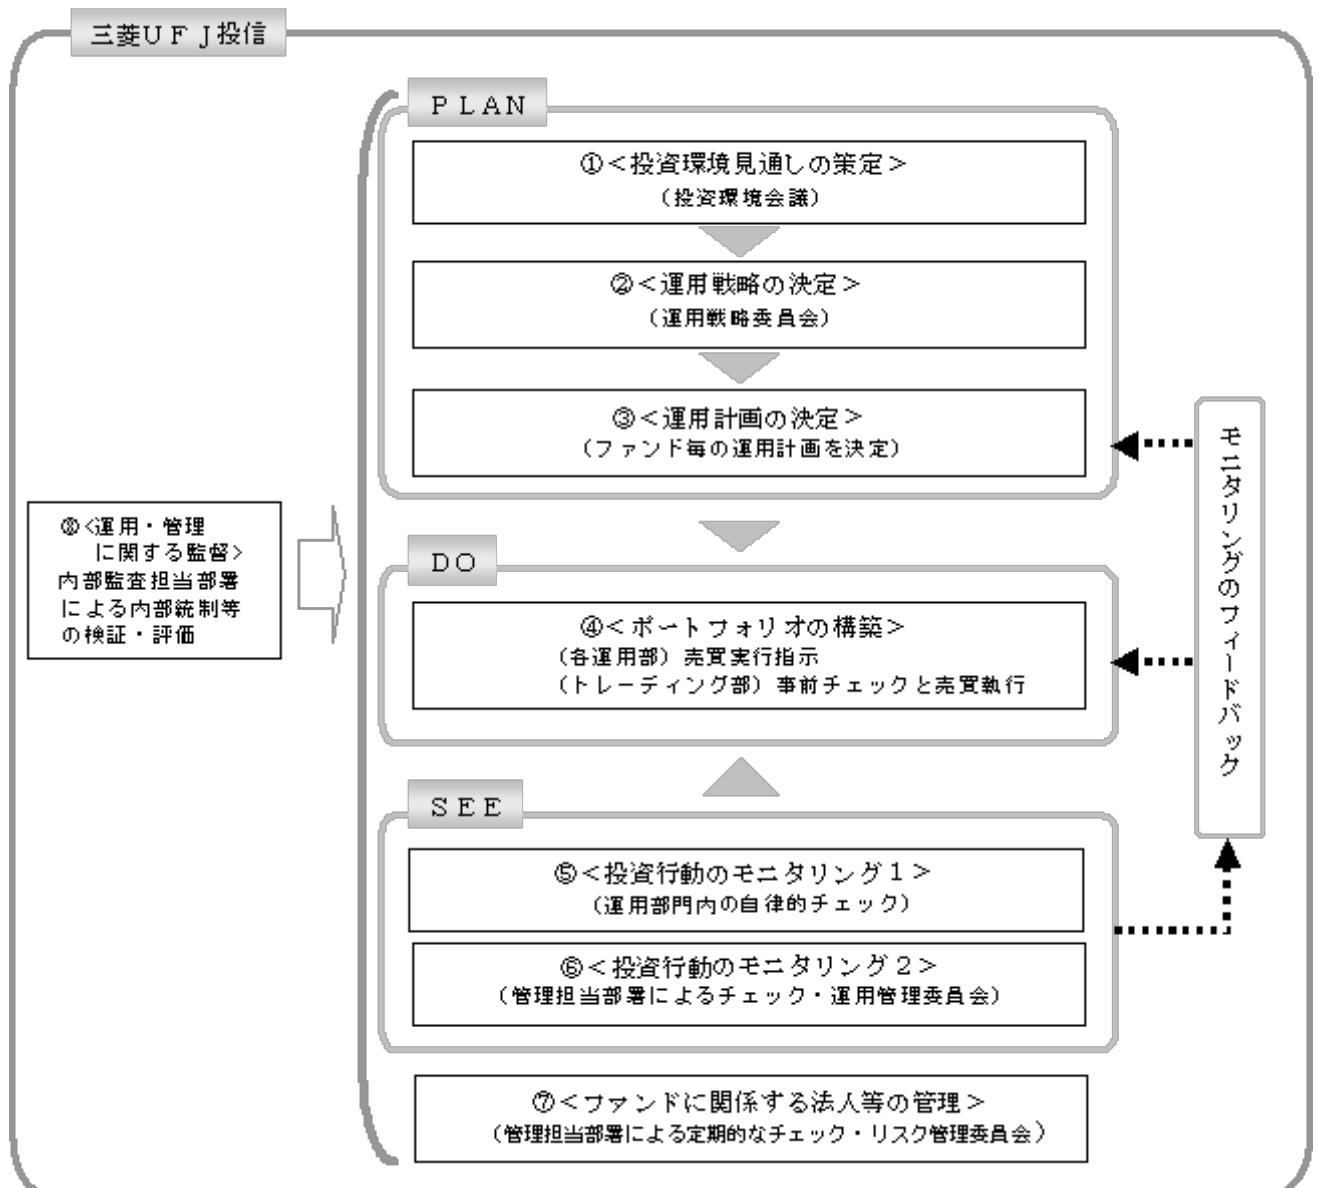 三菱ＵＦＪ投信
ＰＬＡＮ
①＜投資環境見通しの策定＞
（投資環境会議）
②＜運用戦略の決定＞
（運用戦略委員会）
③＜運用計画の決定＞
（ファンド毎の運用計画を決定）
⑧＜運用・管理
に関する監督＞
内部監査担当部署
による内部統制等
の検証・評価
ＤＯ
④＜ポートフォリオの構築＞
（各運用部）売買実行指示
（トレーディング部）事前チェックと売買執行
モニタリングのフィードバック
ＳＥＥ
⑤＜投資行動のモニタリング１＞
（運用部門内の自律的チェック）
⑥＜投資行動のモニタリング２＞
（管理担当部署によるチェック・運用管理委員会）
⑦＜ファンドに関係する法人等の管理＞
（管理担当部署による定期的なチェック・リスク管理委員会）